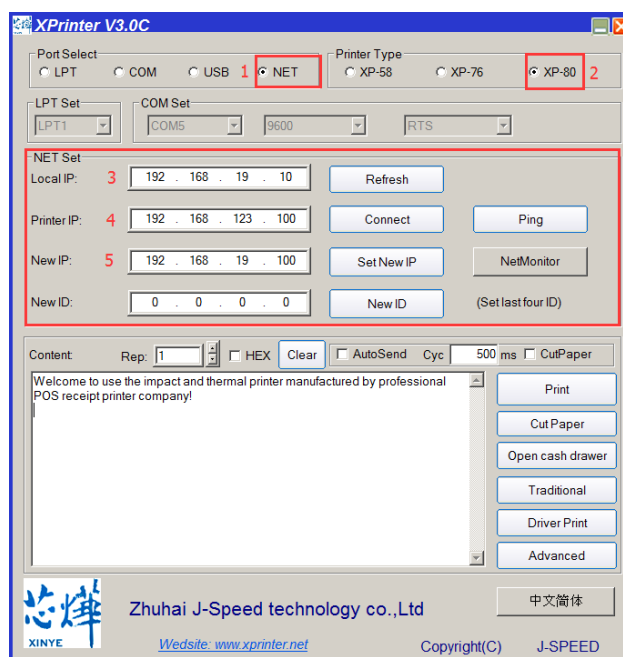 XPrinter V3.0C
Port Select
LPT COM USB 1 NET
Printer Type
XP-58 XP-76 XP-80 2
LPT Set
LPT1
COM Set
COM5 9600 RTS
NET Set
Local IP: 3 192 . 168 . 19 . 10 Refresh
Printer IP: 4 192 . 168 . 123 . 100 Connect Ping
New IP: 5 192 . 168 . 19 . 100 Set New IP NetMonitor
New ID: 0 . 0 . 0 . 0 New ID (Set last four ID)
Content: Rep: 1 HEX Clear AutoSend Cyc 500 ms CutPaper
Welcome to use the impact and thermal printer manufactured by professional
POS receipt printer company!
Print
Cut Paper
Open cash drawer
Traditional
Driver Print
Advanced
芯烨
XINYE
Zhuhai J-Speed technology co.,Ltd
中文简体
Wedsite: www.xprinter.net
Copyright(C) J-SPEED